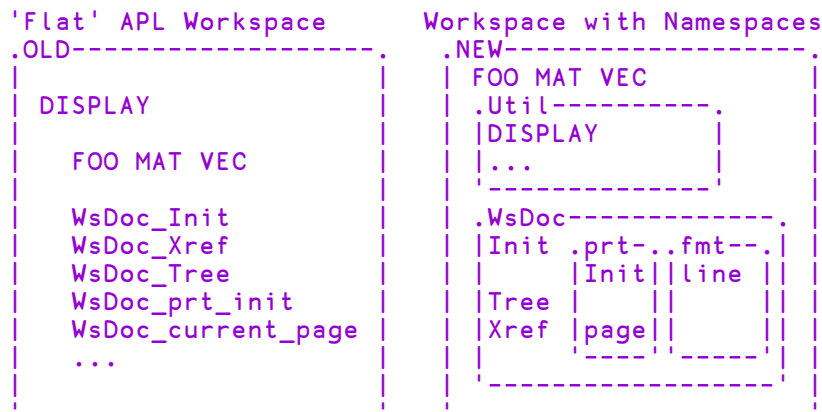 'Flat' APL Workspace       Workspace with Namespaces
.OLD-------------------.    .NEW-------------------.
|                      |    | FOO MAT VEC          |
| DISPLAY              |    | .Util----------.     |
|                      |    | |DISPLAY       |     |
|   FOO MAT VEC        |    | |...           |     |
|                      |    | '--------------'     |
|   WsDoc_Init         |    | .WsDoc-------------. |
|   WsDoc_Xref         |    | |Init .prt-..fmt--.| |
|   WsDoc_Tree         |    | |     |Init||line || |
|   WsDoc_prt_init     |    | |Tree |    ||     || |
|   WsDoc_current_page |    | |Xref |page||     || |
|   ...                |    | |     '----''-----'| |
|                      |    | '------------------' |
'                      '    '                      '